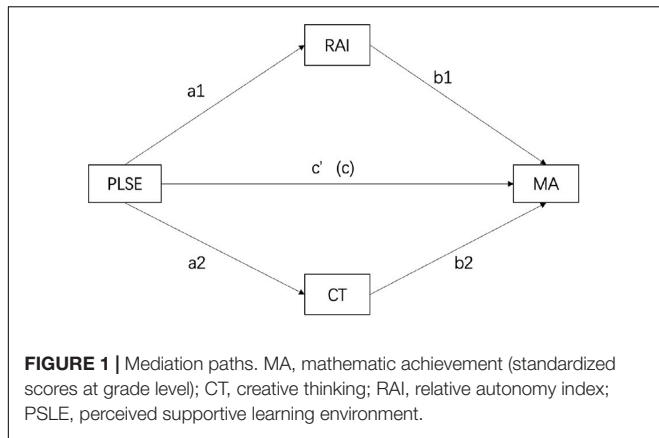 RAI
a1
b1
PLSE
c' (c)
MA
a2
b2
CT
FIGURE 1 | Mediation paths. MA, mathematic achievement (standardized
scores at grade level); CT, creative thinking; RAI, relative autonomy index;
PSLE, perceived supportive learning environment.